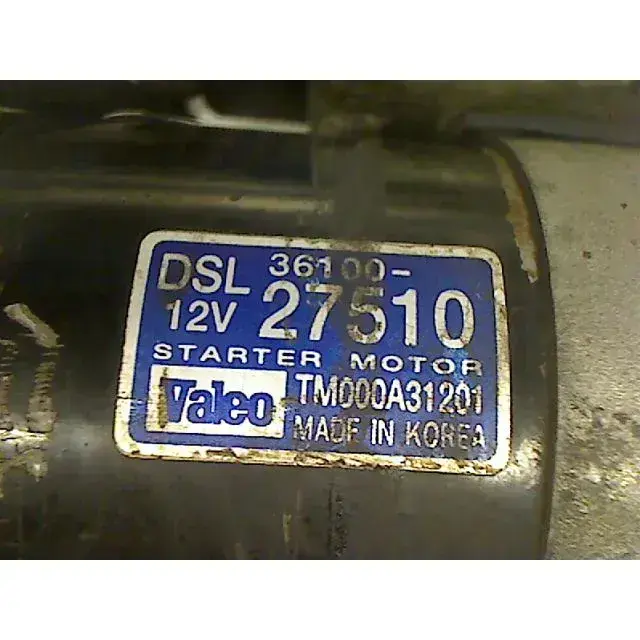 DSL 36100-
12V 27510
STARTER MOTOR
Valeo TM000A31201
MADE IN KOREA